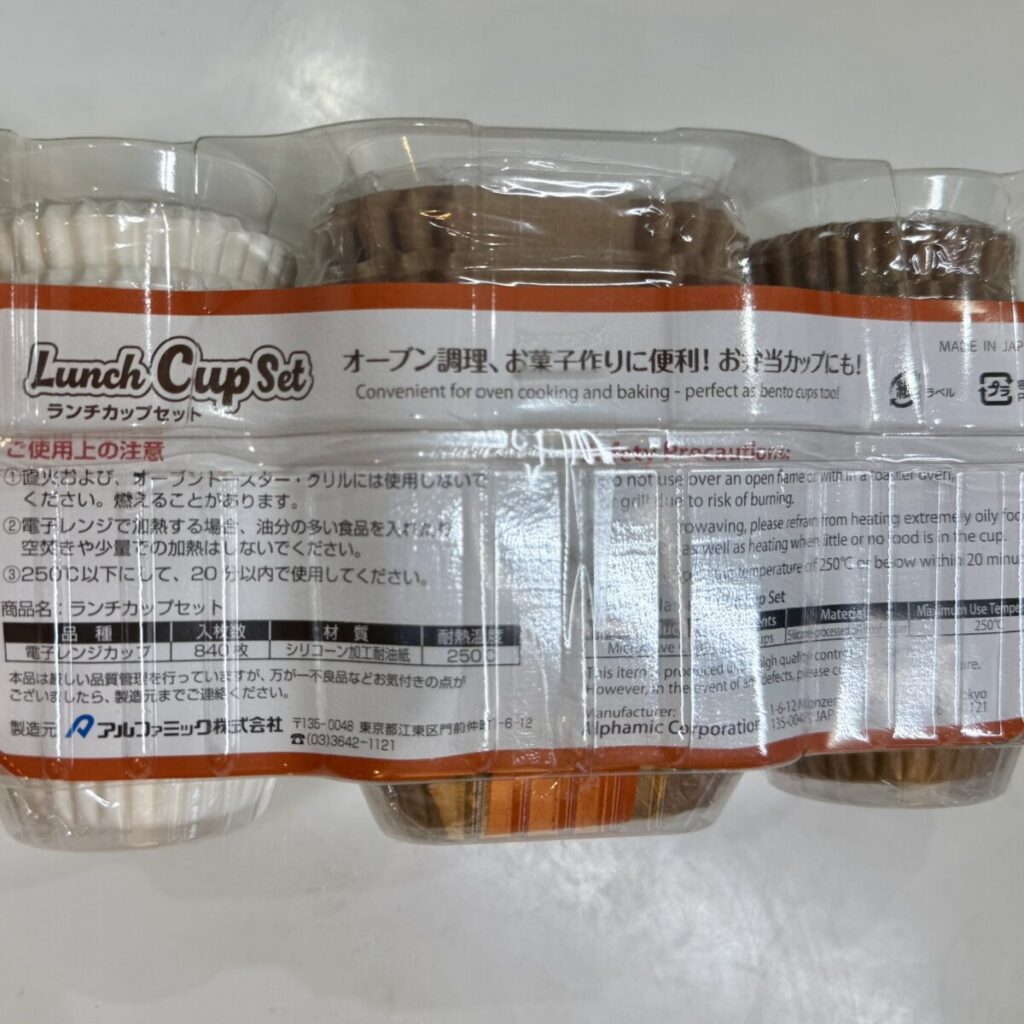 Lunch Cup Set
ランチカップセット
オーブン調理、お菓子作りに便利! お弁当カップにも!
Convenient for oven cooking and baking - perfect as bento cups too!
MADE IN JAP
ラベル
プラ
ご使用上の注意
①直火および、オーブントースター・グリルには使用しないで
ください。燃えることがあります。
②電子レンジで加熱する場合、油分の多い食品を入れたり
空焚きや少量での加熱はしないでください。
③250℃以下にして、20分以内で使用してください。
商品名:ランチカップセット
品種 入枚数 材質 耐熱温度
電子レンジカップ 840枚 シリコーン加工耐油紙 250℃
本品は厳しい品質管理を行っていますが、万が一不良品などお気付きの点が
ございましたら、製造元までご連絡ください。
製造元 アルファミック株式会社 〒135-0048 東京都江東区門前仲町1-6-12
☎(03)3642-1121
Safety Precautions
o not use over an open flame or with in a toaster oven,
or grill due to risk of burning.
rowaving, please refrain from heating extremely oily foo
as well as heating when little or no food is in the cup.
temperature of 250℃ or below within 20 minu
Cup Set
Material Maximum Use Tempe
Silicone-processed 250℃
This item is produced high quality control
However, in the event of defects, please co
Manufacturer:
Alphamic Corporation
1-6-12 Monzen
135-004 JAP
okyo
121